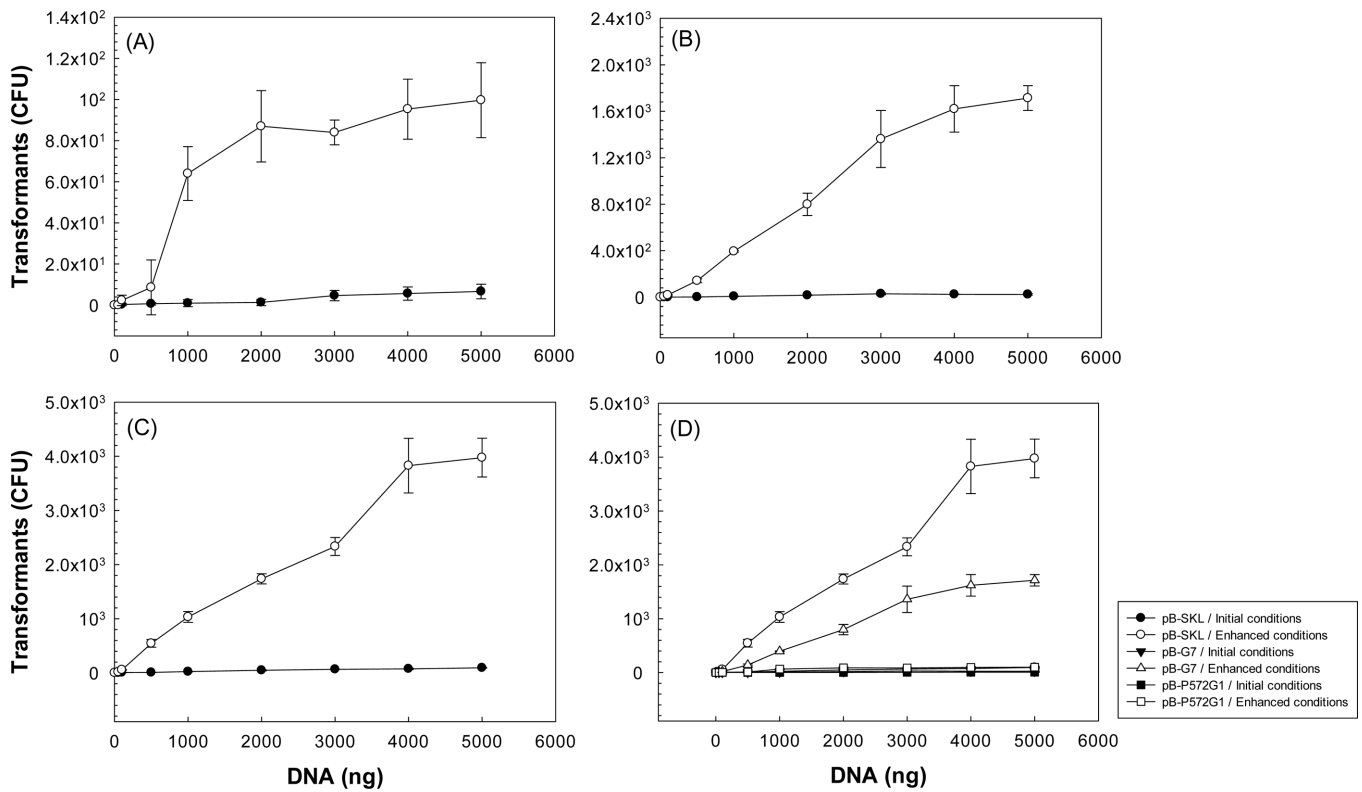 (A)
Transformants (CFU)
1.4x10²
1.2x10²
10²
8.0x10¹
6.0x10¹
4.0x10¹
2.0x10¹
0
0 1000 2000 3000 4000 5000 6000
(B)
2.4x10³
2.0x10³
1.6x10³
1.2x10³
8.0x10²
4.0x10²
0
0 1000 2000 3000 4000 5000 6000
(C)
Transformants (CFU)
5.0x10³
4.0x10³
3.0x10³
2.0x10³
10³
0
0 1000 2000 3000 4000 5000 6000
DNA (ng)
(D)
5.0x10³
4.0x10³
3.0x10³
2.0x10³
10³
0
0 1000 2000 3000 4000 5000 6000
DNA (ng)
pB-SKL / Initial conditions
pB-SKL / Enhanced conditions
pB-G7 / Initial conditions
pB-G7 / Enhanced conditions
pB-P572G1 / Initial conditions
pB-P572G1 / Enhanced conditions